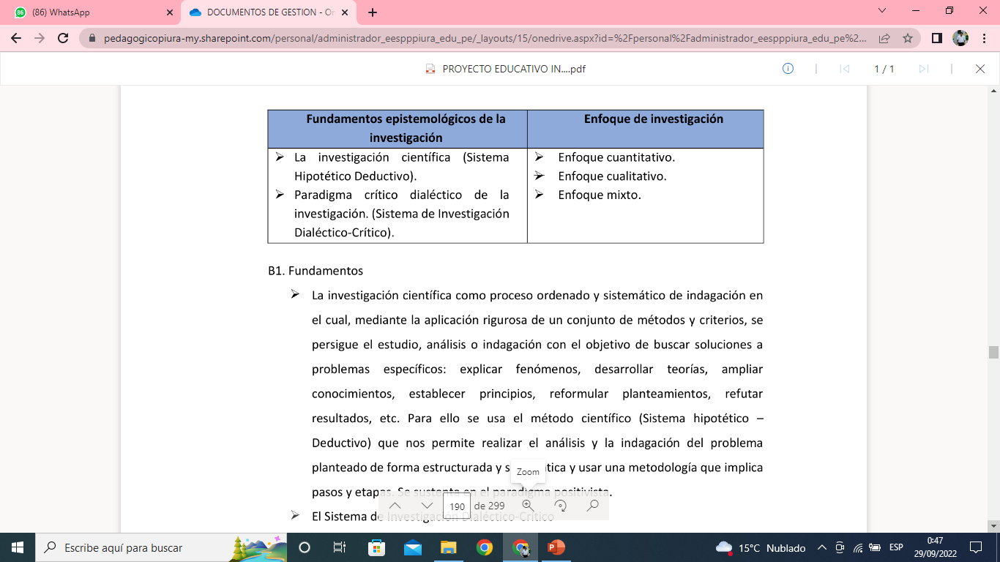 (86) WhatsApp
DOCUMENTOS DE GESTION - On
pedagogicopiura-my.sharepoint.com/personal/administrador_eespppiura_edu_pe/_layouts/15/onedrive.aspx?id=%2Fpersonal%2Fadministrador_eespppiura_edu_pe%2...
PROYECTO EDUCATIVO IN....pdf
1 / 1
Fundamentos epistemológicos de la
investigación
Enfoque de investigación
➢ La investigación científica (Sistema
Hipotético Deductivo).
➢ Paradigma crítico dialéctico de la
investigación. (Sistema de Investigación
Dialéctico-Crítico).
➢ Enfoque cuantitativo.
➢ Enfoque cualitativo.
➢ Enfoque mixto.
B1. Fundamentos
➢ La investigación científica como proceso ordenado y sistemático de indagación en
el cual, mediante la aplicación rigurosa de un conjunto de métodos y criterios, se
persigue el estudio, análisis o indagación con el objetivo de buscar soluciones a
problemas específicos: explicar fenómenos, desarrollar teorías, ampliar
conocimientos, establecer principios, reformular planteamientos, refutar
resultados, etc. Para ello se usa el método científico (Sistema hipotético –
Deductivo) que nos permite realizar el análisis y la indagación del problema
planteado de forma estructurada y y usar una metodología que implica
Zoom
pasos y etapas. Se sustenta en el paradigma positivista.
190 de 299
➢ El Sistema de Investigación Dialéctico-Crítico
Escribe aquí para buscar
15°C Nublado
ESP
0:47
29/09/2022